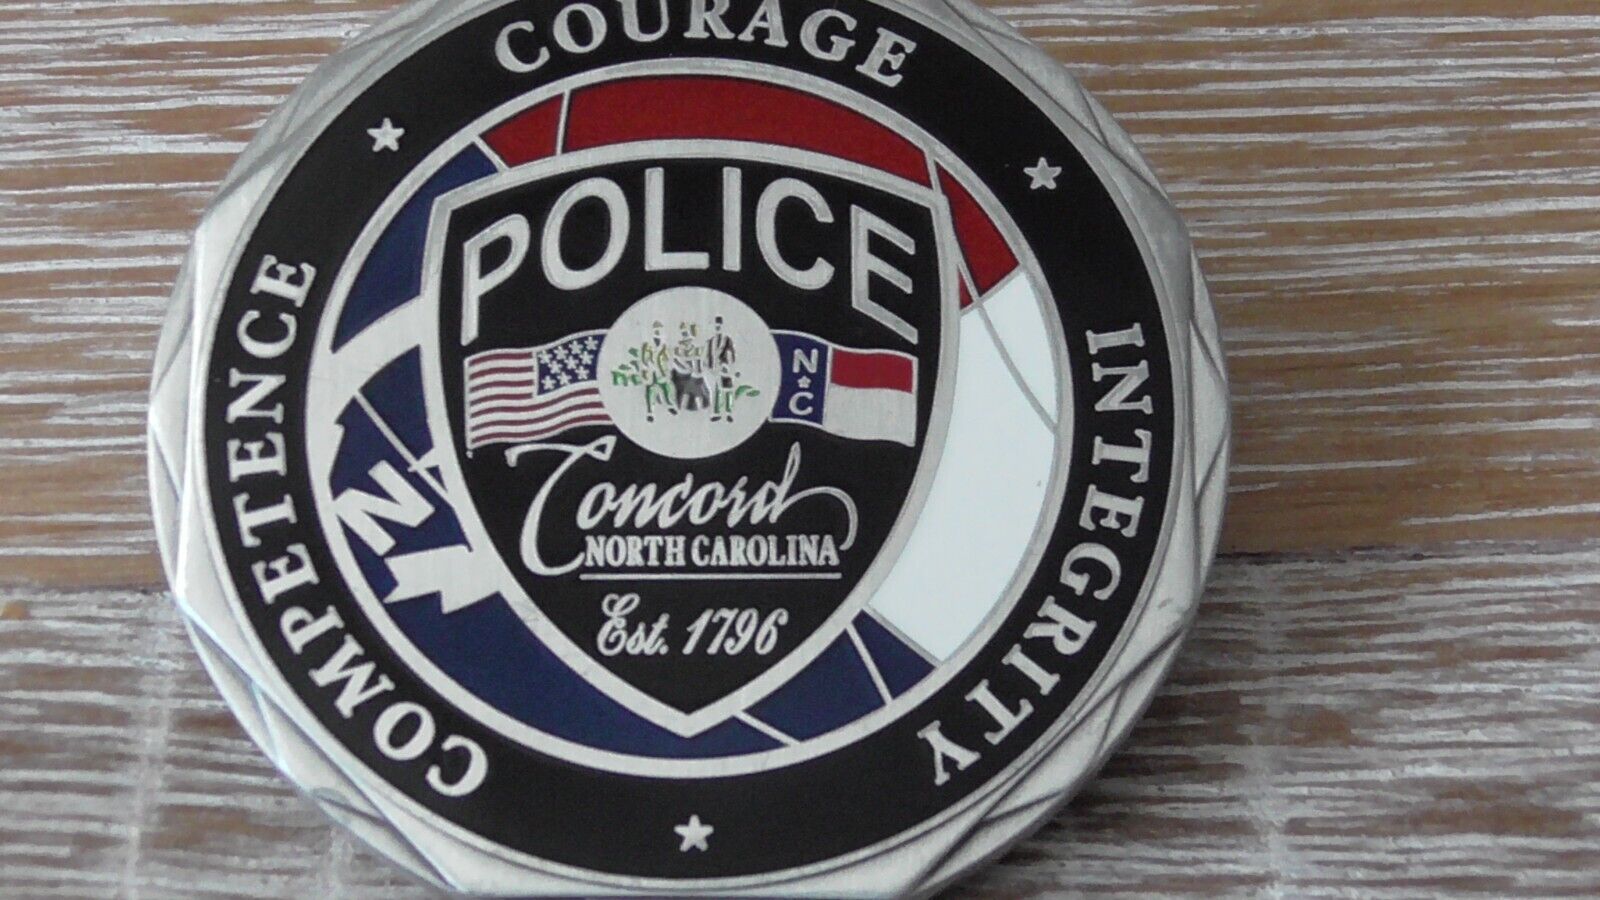 COURAGE
COMPETENCE
INTEGRITY
POLICE
N
C
Concord
NORTH CAROLINA
Est. 1796
N